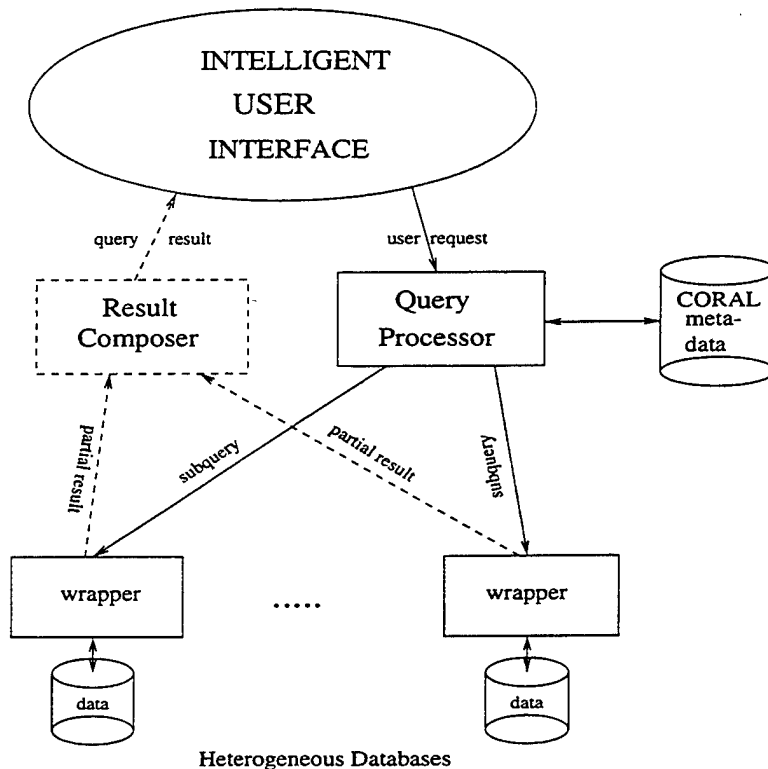 INTELLIGENT
USER
INTERFACE
query result
user request
Result
Composer
Query
Processor
CORAL
meta-
data
partial result
subquery
partial result
subquery
wrapper
.....
wrapper
data
data
Heterogeneous Databases